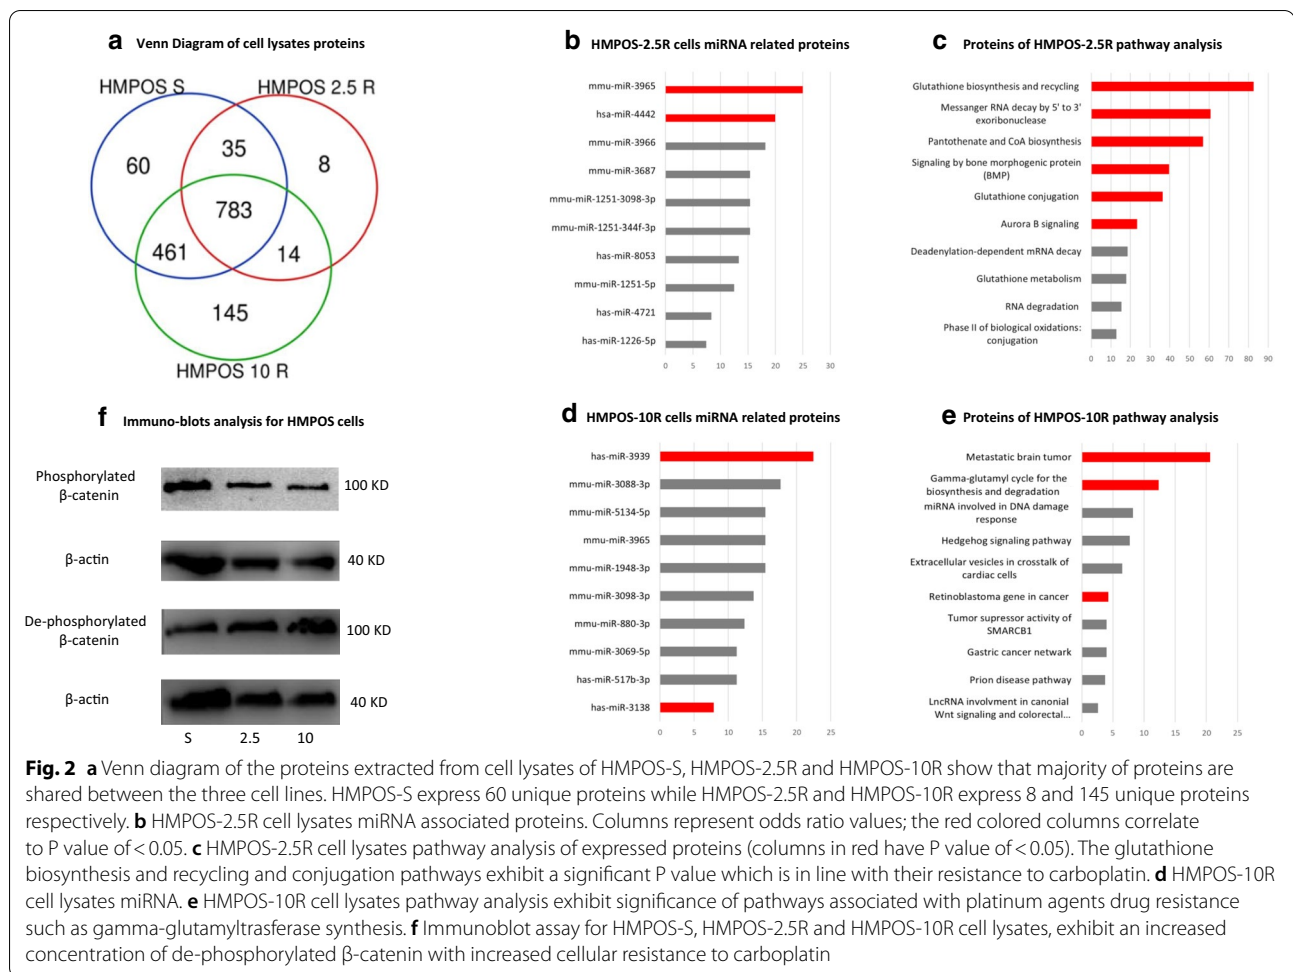 a Venn Diagram of cell lysates proteins
HMPOS S
HMPOS 2.5 R
60
35
8
783
461
14
145
HMPOS 10 R
b HMPOS-2.5R cells miRNA related proteins
mmu-miR-3965
hsa-miR-4442
mmu-miR-3966
mmu-miR-3687
mmu-miR-1251-3098-3p
mmu-miR-1251-344f-3p
has-miR-8053
mmu-miR-1251-5p
has-miR-4721
has-miR-1226-5p
0 5 10 15 20 25 30
c Proteins of HMPOS-2.5R pathway analysis
Glutathione biosynthesis and recycling
Messanger RNA decay by 5' to 3'
exoribonuclease
Pantothenate and CoA biosynthesis
Signaling by bone morphogenic protein
(BMP)
Glutathione conjugation
Aurora B signaling
Deadenylation-dependent mRNA decay
Glutathione metabolism
RNA degradation
Phase II of biological oxidations:
conjugation
0 10 20 30 40 50 60 70 80 90
f Immuno-blots analysis for HMPOS cells
Phosphorylated
β-catenin
100 KD
β-actin
40 KD
De-phosphorylated
β-catenin
100 KD
β-actin
40 KD
S 2.5 10
d HMPOS-10R cells miRNA related proteins
has-miR-3939
mmu-miR-3088-3p
mmu-miR-5134-5p
mmu-miR-3965
mmu-miR-1948-3p
mmu-miR-3098-3p
mmu-miR-880-3p
mmu-miR-3069-5p
has-miR-517b-3p
has-miR-3138
0 5 10 15 20 25
e Proteins of HMPOS-10R pathway analysis
Metastatic brain tumor
Gamma-glutamyl cycle for the
biosynthesis and degradation
miRNA involved in DNA damage
response
Hedgehog signaling pathway
Extracellular vesicles in crosstalk of
cardiac cells
Retinoblastoma gene in cancer
Tumor supressor activity of
SMARCB1
Gastric cancer network
Prion disease pathway
LncRNA involvment in canonial
Wnt signaling and colorectal...
0 5 10 15 20 25
Fig. 2 a Venn diagram of the proteins extracted from cell lysates of HMPOS-S, HMPOS-2.5R and HMPOS-10R show that majority of proteins are
shared between the three cell lines. HMPOS-S express 60 unique proteins while HMPOS-2.5R and HMPOS-10R express 8 and 145 unique proteins
respectively. b HMPOS-2.5R cell lysates miRNA associated proteins. Columns represent odds ratio values; the red colored columns correlate
to P value of < 0.05. c HMPOS-2.5R cell lysates pathway analysis of expressed proteins (columns in red have P value of < 0.05). The glutathione
biosynthesis and recycling and conjugation pathways exhibit a significant P value which is in line with their resistance to carboplatin. d HMPOS-10R
cell lysates miRNA. e HMPOS-10R cell lysates pathway analysis exhibit significance of pathways associated with platinum agents drug resistance
such as gamma-glutamyltrasferase synthesis. f Immunoblot assay for HMPOS-S, HMPOS-2.5R and HMPOS-10R cell lysates, exhibit an increased
concentration of de-phosphorylated β-catenin with increased cellular resistance to carboplatin